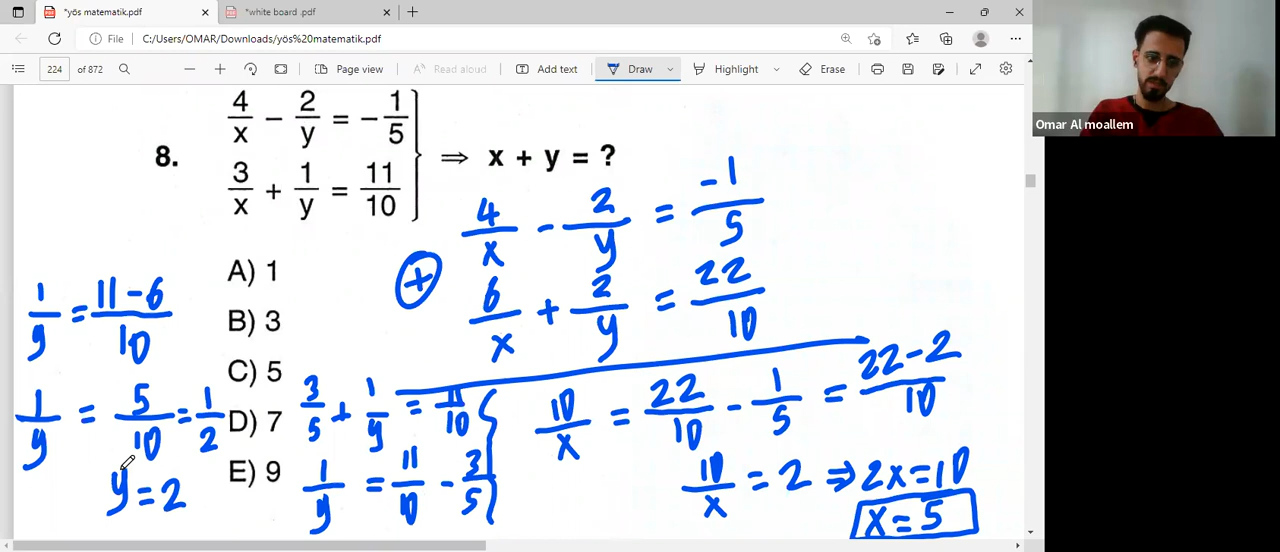 *yös matematik.pdf
*white board .pdf
File C:/Users/OMAR/Downloads/yös%20matematik.pdf
224 of 872 Page view Read aloud Add text Draw Highlight Erase
Omar Al moallem
8.
4/x - 2/y = -1/5
3/x + 1/y = 11/10
⇒ x + y = ?
A) 1
B) 3
C) 5
D) 7
E) 9
4/x - 2/y = -1/5
+
6/x + 2/y = 22/10
10/x = 22/10 - 1/5 = 22-2/10
10/x = 2 ⇒ 2x = 10
x = 5
3/5 + 1/y = 11/10
1/y = 11/10 - 3/5
1/y = 11-6/10
1/y = 5/10 = 1/2
y = 2